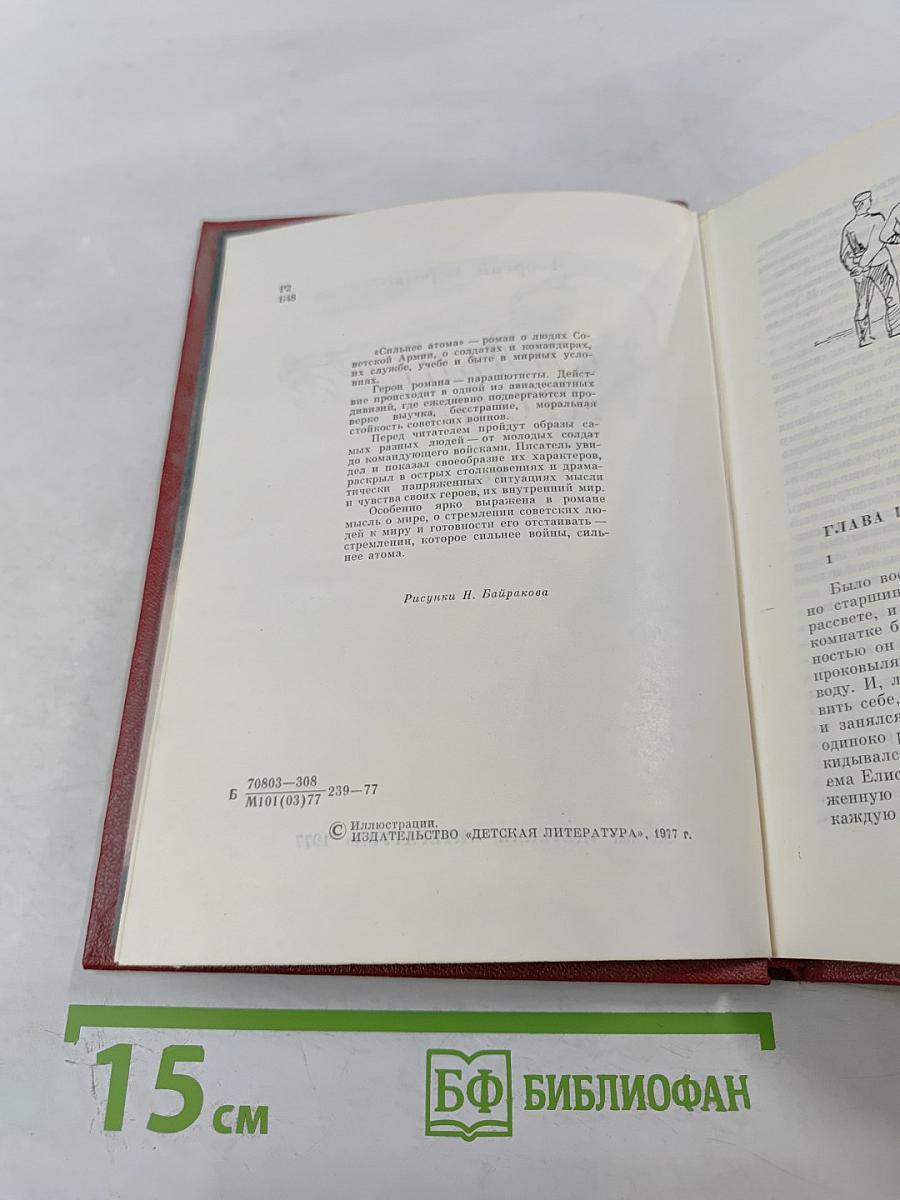 Р2
Б48
«Сильнее атома» — роман о людях Со-
ветской Армии, о солдатах и командирах,
их службе, учебе и быте в мирных усло-
виях.
Герои романа — парашютисты. Дейст-
вие происходит в одной из авиадесантных
дивизий, где ежедневно подвергаются про-
верке выучка, бесстрашие, моральная
стойкость советских воинов.
Перед читателем пройдут образы са-
мых разных людей — от молодых солдат
до командующего войсками. Писатель уви-
дел и показал своеобразие их характеров,
раскрыл в острых столкновениях и драма-
тически напряженных ситуациях мысли
и чувства своих героев, их внутренний мир.
Особенно ярко выражена в романе
мысль о мире, о стремлении советских лю-
дей к миру и готовности его отстаивать —
стремлении, которое сильнее войны, силь-
нее атома.
Рисунки Н. Байракова
Б 70803—308
М101(03)77 239—77
© Иллюстрации.
ИЗДАТЕЛЬСТВО «ДЕТСКАЯ ЛИТЕРАТУРА», 1977 г.
ГЛАВА
1
Было
но старшин
рассвете, и
комнатке б
ностью он
проковыля
воду. И, л
вить себе,
и занялся
одиноко
кидывалс
ема Елис
женную
каждую
15 см
БФ БИБЛИОФАН